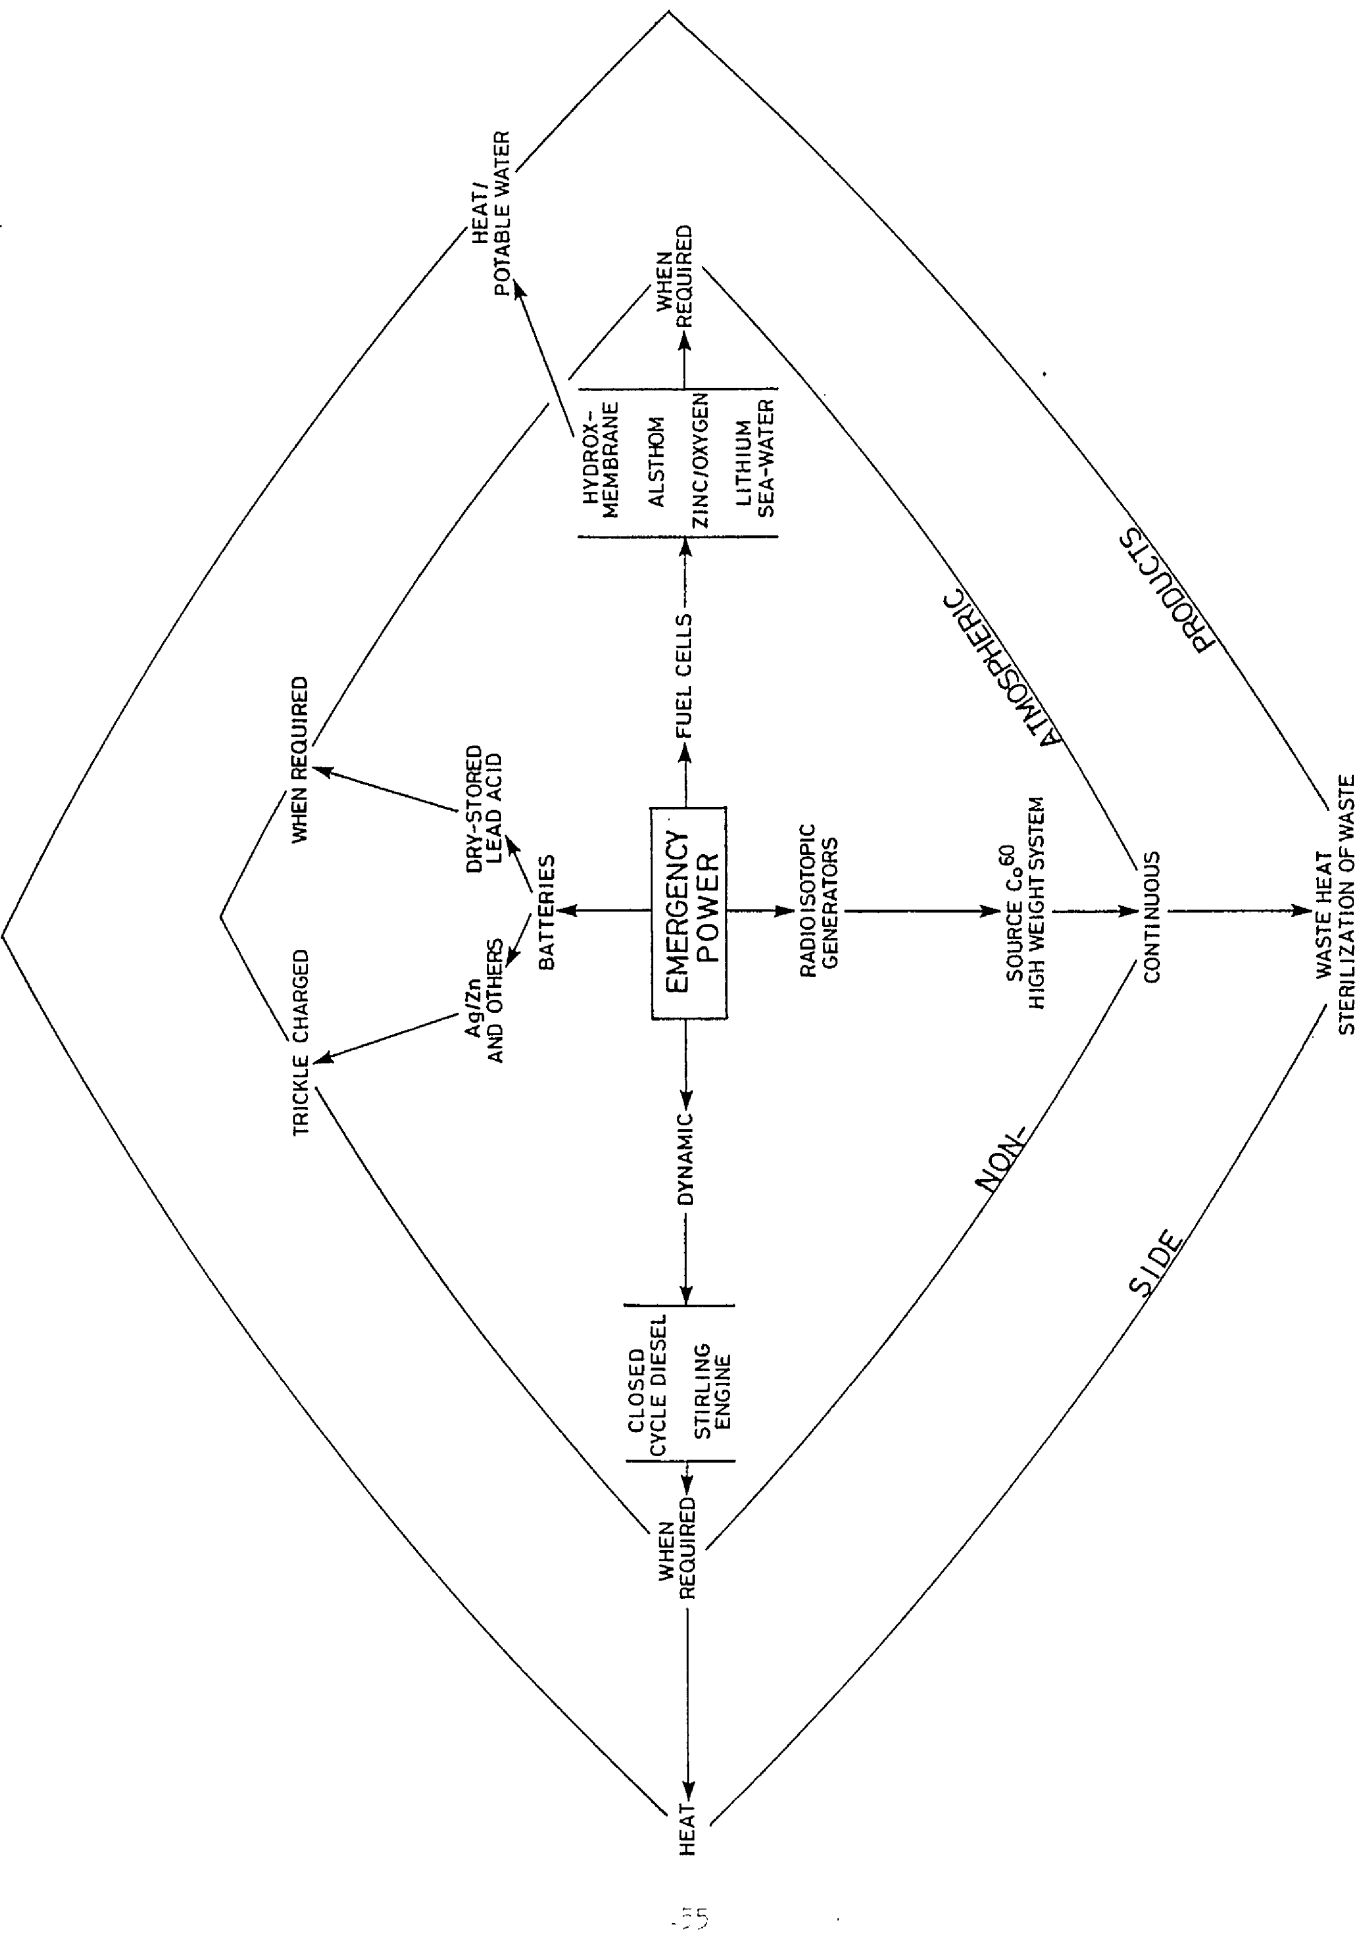 TRICKLE CHARGED
WHEN REQUIRED
Ag/Zn
AND OTHERS
DRY-STORED
LEAD ACID
HEAT/
POTABLE WATER
BATTERIES
HEAT
WHEN
REQUIRED
CLOSED
CYCLE DIESEL
STIRLING
ENGINE
DYNAMIC
EMERGENCY
POWER
FUEL CELLS
HYDROX-
MEMBRANE
ALSTHOM
ZINC/OXYGEN
LITHIUM
SEA-WATER
WHEN
REQUIRED
RADIOISOTOPIC
GENERATORS
SOURCE Co60
HIGH WEIGHT SYSTEM
NON-
ATMOSPHERIC
CONTINUOUS
SIDE
PRODUCTS
WASTE HEAT
STERILIZATION OF WASTE